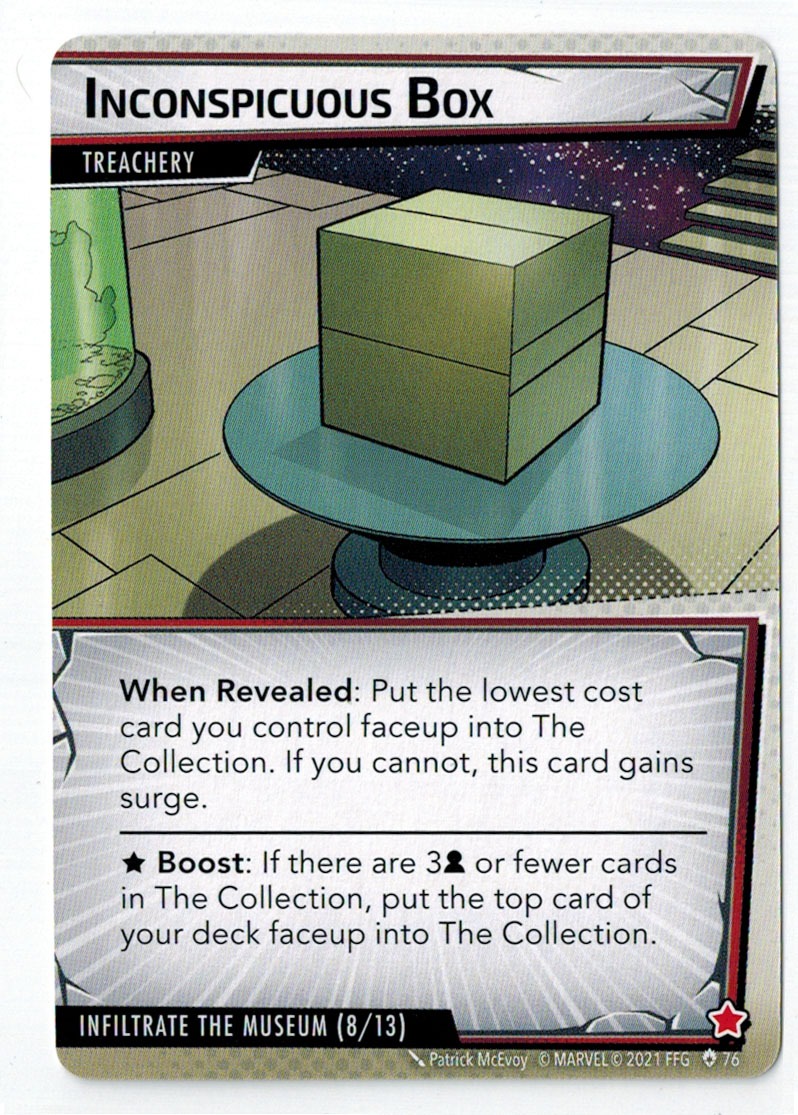 INCONSPICUOUS BOX
TREACHERY
When Revealed: Put the lowest cost
card you control faceup into The
Collection. If you cannot, this card gains
surge.
★ Boost: If there are 3👤 or fewer cards
in The Collection, put the top card of
your deck faceup into The Collection.
INFILTRATE THE MUSEUM (8/13)
Patrick McEvoy © MARVEL © 2021 FFG 76